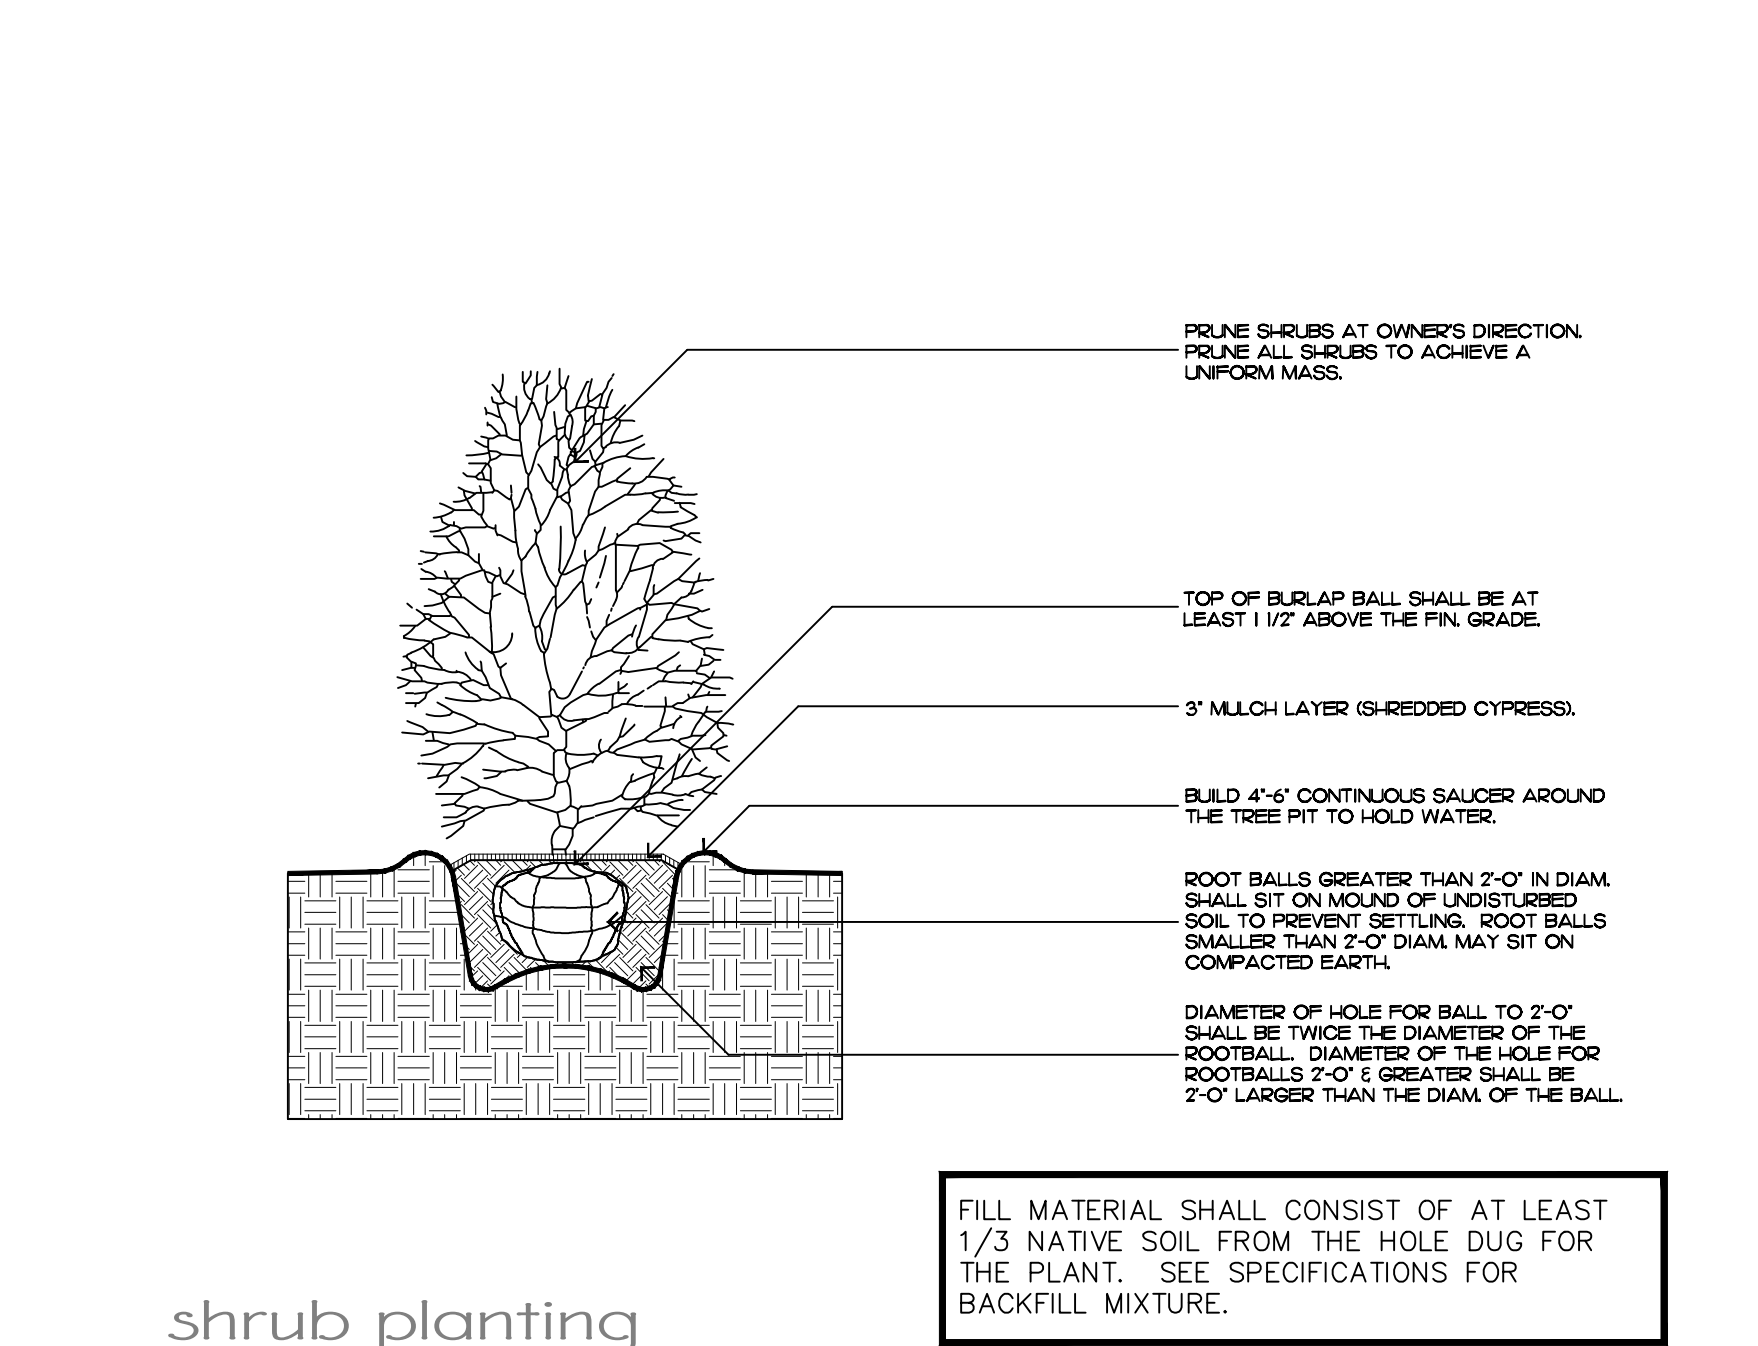 PRUNE SHRUBS AT OWNER'S DIRECTION.
PRUNE ALL SHRUBS TO ACHIEVE A
UNIFORM MASS.
TOP OF BURLAP BALL SHALL BE AT
LEAST 1 1/2" ABOVE THE FIN. GRADE.
3" MULCH LAYER (SHREDDED CYPRESS).
BUILD 4"-6" CONTINUOUS SAUCER AROUND
THE TREE PIT TO HOLD WATER.
ROOT BALLS GREATER THAN 2'-0" IN DIAM.
SHALL SIT ON MOUND OF UNDISTURBED
SOIL TO PREVENT SETTLING. ROOT BALLS
SMALLER THAN 2'-0" DIAM. MAY SIT ON
COMPACTED EARTH.
DIAMETER OF HOLE FOR BALL TO 2'-0"
SHALL BE TWICE THE DIAMETER OF THE
ROOTBALL. DIAMETER OF THE HOLE FOR
ROOTBALLS 2'-0" & GREATER SHALL BE
2'-0" LARGER THAN THE DIAM. OF THE BALL.
FILL MATERIAL SHALL CONSIST OF AT LEAST
1/3 NATIVE SOIL FROM THE HOLE DUG FOR
THE PLANT. SEE SPECIFICATIONS FOR
BACKFILL MIXTURE.
shrub planting